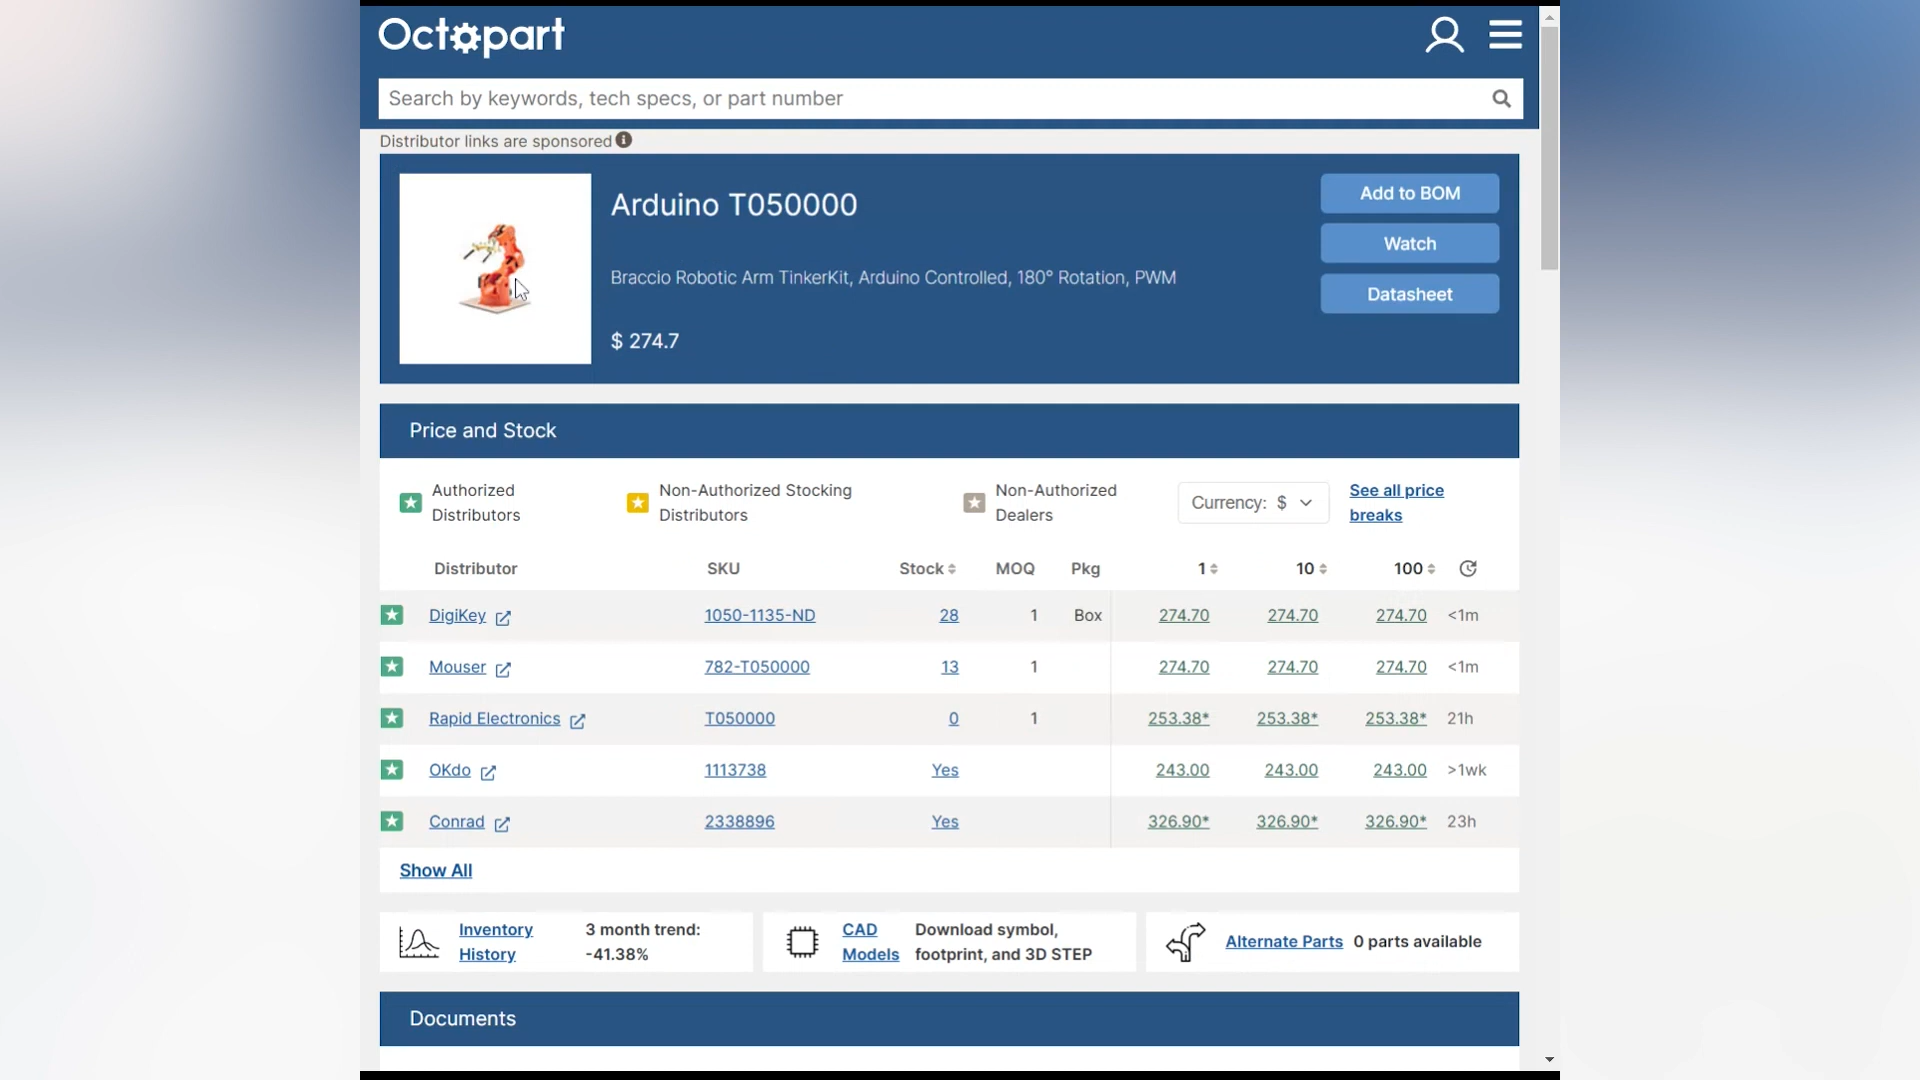 Octopart
Search by keywords, tech specs, or part number
Distributor links are sponsored
Arduino T050000
Braccio Robotic Arm TinkerKit, Arduino Controlled, 180° Rotation, PWM
$ 274.7
Add to BOM
Watch
Datasheet
Price and Stock
Authorized
Distributors
Non-Authorized Stocking
Distributors
Non-Authorized
Dealers
Currency: $
See all price
breaks
Distributor SKU Stock MOQ Pkg 1 10 100
DigiKey 1050-1135-ND 28 1 Box 274.70 274.70 274.70 <1m
Mouser 782-T050000 13 1 274.70 274.70 274.70 <1m
Rapid Electronics T050000 0 1 253.38* 253.38* 253.38* 21h
OKdo 1113738 Yes 243.00 243.00 243.00 >1wk
Conrad 2338896 Yes 326.90* 326.90* 326.90* 23h
Show All
Inventory
History
3 month trend:
-41.38%
CAD
Models
Download symbol,
footprint, and 3D STEP
Alternate Parts 0 parts available
Documents